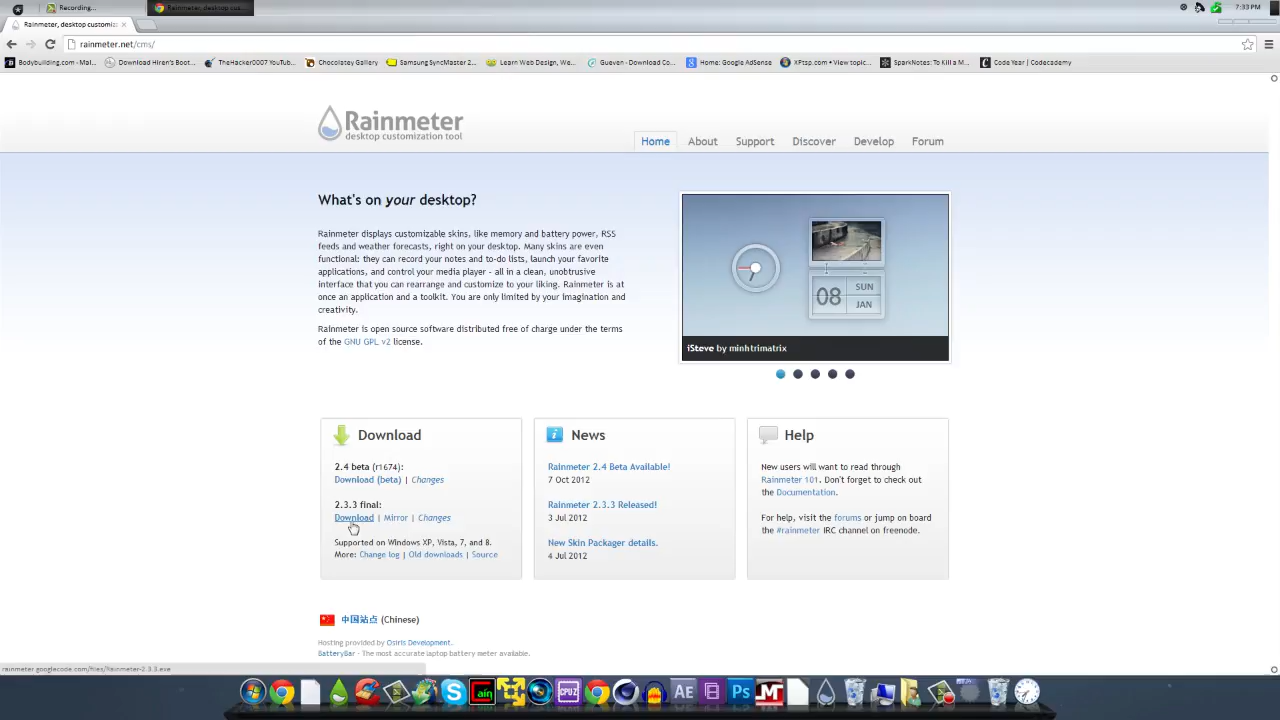 Recording...
Rainmeter, desktop cus...
7:33 PM
Rainmeter, desktop customiz
rainmeter.net/cms/
Bodybuilding.com - Mal...
Download Hiren's Boot...
TheHacker0007 YouTub...
Chocolatey Gallery
Samsung SyncMaster 2...
Learn Web Design, We...
Gueven - Download Co...
Home: Google AdSense
XPtsp.com • View topic...
SparkNotes: To Kill a M...
Code Year / Codecademy
Rainmeter
desktop customization tool
Home
About
Support
Discover
Develop
Forum
What's on your desktop?
Rainmeter displays customizable skins, like memory and battery power, RSS
feeds and weather forecasts, right on your desktop. Many skins are even
functional: they can record your notes and to-do lists, launch your favorite
applications, and control your media player - all in a clean, unobtrusive
interface that you can rearrange and customize to your liking. Rainmeter is at
once an application and a toolkit. You are only limited by your imagination and
creativity.
Rainmeter is open source software distributed free of charge under the terms
of the GNU GPL v2 license.
08
SUN
JAN
iSteve by minhtrimatrix
Download
2.4 beta (r1674):
Download (beta) | Changes
2.3.3 final:
Download | Mirror | Changes
Supported on Windows XP, Vista, 7, and 8.
More: Change log | Old downloads | Source
News
Rainmeter 2.4 Beta Available!
7 Oct 2012
Rainmeter 2.3.3 Released!
3 Jul 2012
New Skin Packager details.
4 Jul 2012
Help
New users will want to read through
Rainmeter 101. Don't forget to check out
the Documentation.
For help, visit the forums or jump on board
the #rainmeter IRC channel on freenode.
中国站点 (Chinese)
Hosting provided by Osiris Development.
BatteryBar - The most accurate laptop battery meter available.
rainmeter.googlecode.com/files/Rainmeter-2.3.3.exe
cain
CPUZ
AE
Ps
M